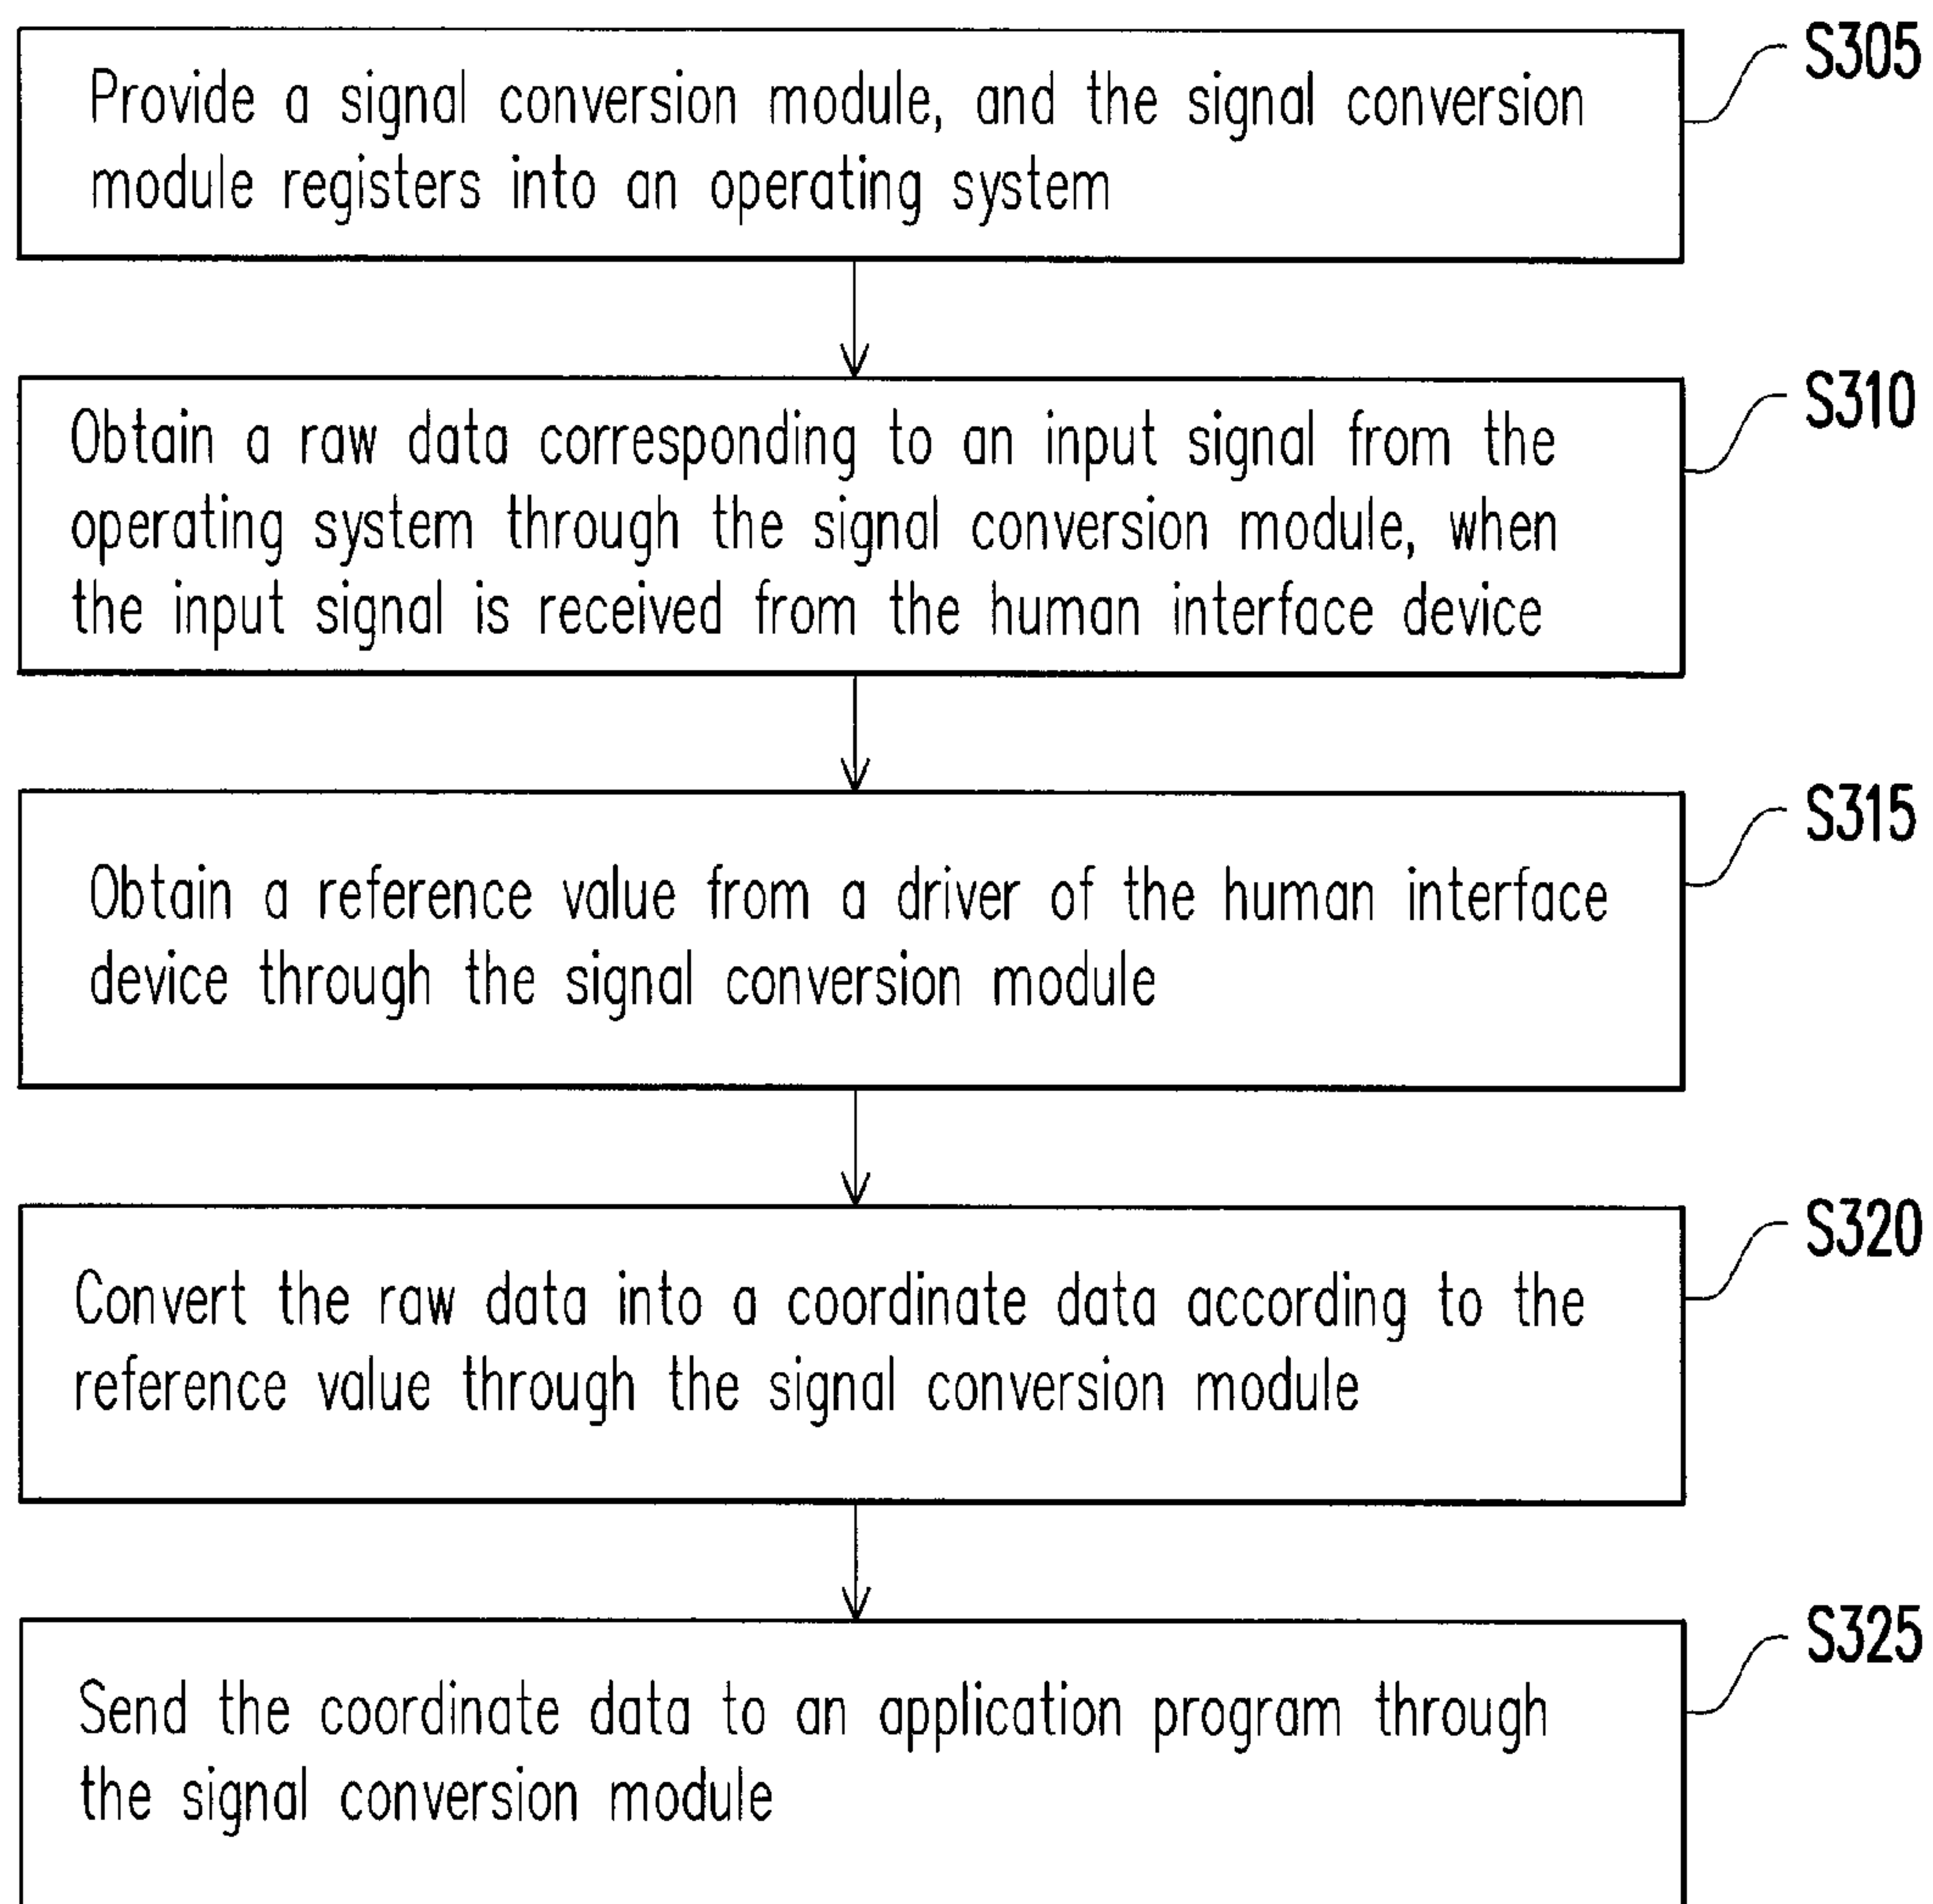 S305
Provide a signal conversion module, and the signal conversion
module registers into an operating system
S310
Obtain a raw data corresponding to an input signal from the
operating system through the signal conversion module, when
the input signal is received from the human interface device
S315
Obtain a reference value from a driver of the human interface
device through the signal conversion module
S320
Convert the raw data into a coordinate data according to the
reference value through the signal conversion module
S325
Send the coordinate data to an application program through
the signal conversion module